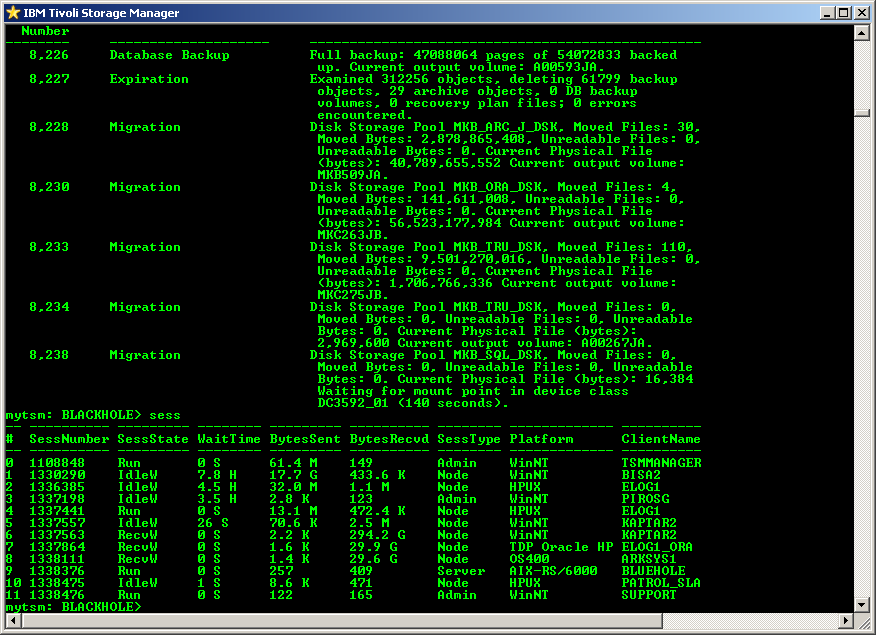 IBM Tivoli Storage Manager
Number
8,226 Database Backup Full backup: 47088064 pages of 54072833 backed
up. Current output volume: A00593JA.
8,227 Expiration Examined 312256 objects, deleting 61799 backup
objects, 29 archive objects, 0 DB backup
volumes, 0 recovery plan files; 0 errors
encountered.
8,228 Migration Disk Storage Pool MKB_ARC_J_DSK, Moved Files: 30,
Moved Bytes: 2,878,865,408, Unreadable Files: 0,
Unreadable Bytes: 0. Current Physical File
(bytes): 40,789,655,552 Current output volume:
MKB509JA.
8,230 Migration Disk Storage Pool MKB_ORA_DSK, Moved Files: 4,
Moved Bytes: 141,611,008, Unreadable Files: 0,
Unreadable Bytes: 0. Current Physical File
(bytes): 56,523,177,984 Current output volume:
MKC263JB.
8,233 Migration Disk Storage Pool MKB_TRU_DSK, Moved Files: 110,
Moved Bytes: 9,501,270,016, Unreadable Files: 0,
Unreadable Bytes: 0. Current Physical File
(bytes): 1,706,766,336 Current output volume:
MKC275JB.
8,234 Migration Disk Storage Pool MKB_TRU_DSK, Moved Files: 0,
Moved Bytes: 0, Unreadable Files: 0, Unreadable
Bytes: 0. Current Physical File (bytes):
2,969,600 Current output volume: A00267JA.
8,238 Migration Disk Storage Pool MKB_SQL_DSK, Moved Files: 0,
Moved Bytes: 0, Unreadable Files: 0, Unreadable
Bytes: 0. Current Physical File (bytes): 16,384
Waiting for mount point in device class
DC3592_01 (140 seconds).
mytsm: BLACKHOLE> sess
# SessNumber SessState WaitTime BytesSent BytesRecvd SessType Platform ClientName
0 1108848 Run 0 S 61.4 M 149 Admin WinNT TSMMANAGER
1 1330290 IdleW 7.8 H 17.7 G 433.6 K Node WinNT BISA2
2 1336385 IdleW 4.5 H 32.0 M 1.1 M Node HPUX ELOG1
3 1337198 IdleW 3.5 H 2.8 K 123 Admin WinNT PIROSG
4 1337441 Run 0 S 13.1 M 472.4 K Node HPUX ELOG1
5 1337557 IdleW 26 S 70.6 K 2.5 M Node WinNT KAPTAR2
6 1337563 RecvW 0 S 2.2 K 294.2 G Node WinNT KAPTAR2
7 1337864 RecvW 0 S 1.6 K 29.9 G Node TDP Oracle HP ELOG1_ORA
8 1338111 RecvW 0 S 1.4 K 29.6 G Node OS400 ARKSYS1
9 1338376 Run 0 S 257 409 Server AIX-RS/6000 BLUEHOLE
10 1338475 IdleW 1 S 8.6 K 471 Node HPUX PATROL_SLA
11 1338476 Run 0 S 122 165 Admin WinNT SUPPORT
mytsm: BLACKHOLE>